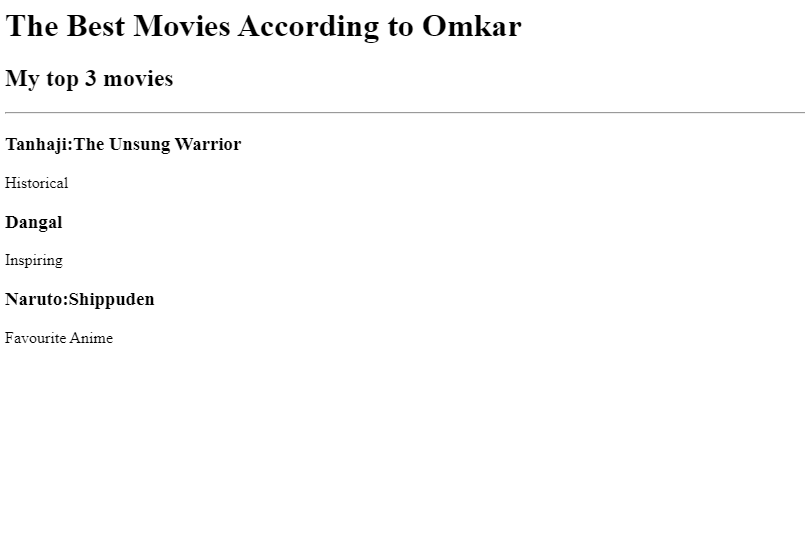 The Best Movies According to Omkar
My top 3 movies
Tanhaji:The Unsung Warrior
Historical
Dangal
Inspiring
Naruto:Shippuden
Favourite Anime